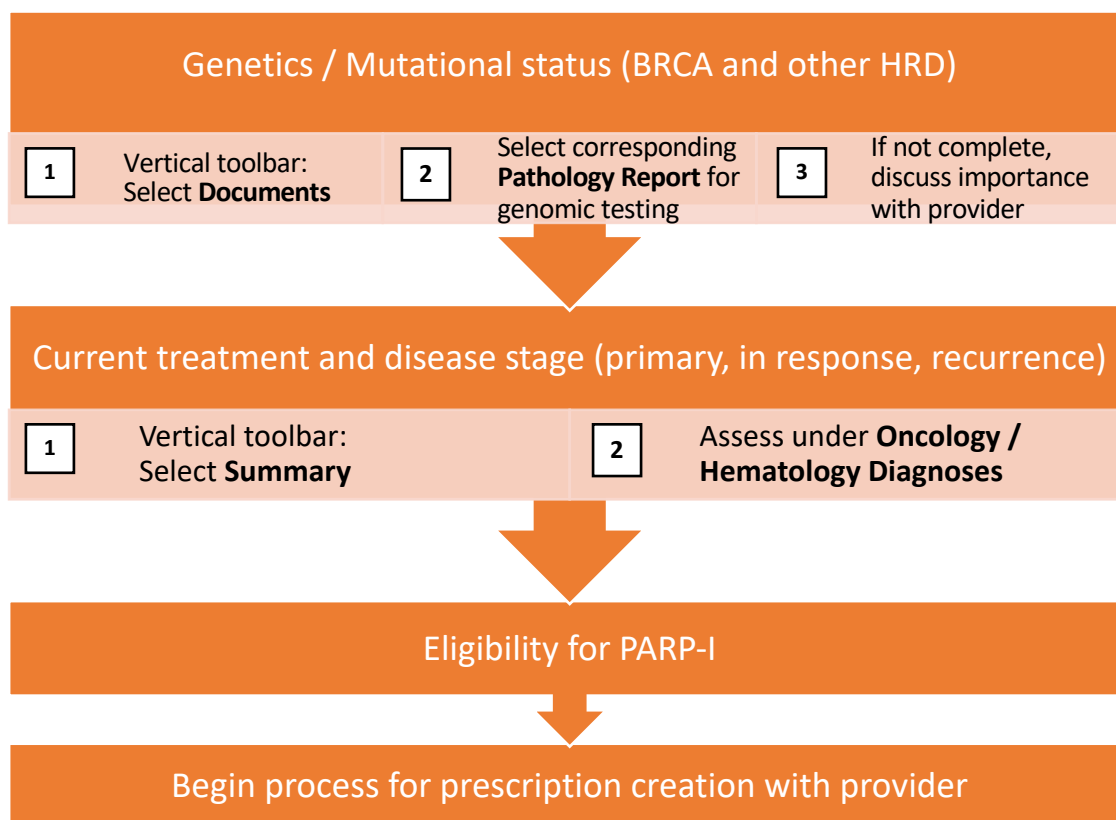 Genetics / Mutational status (BRCA and other HRD)
1
Vertical toolbar:
Select Documents
2
Select corresponding
Pathology Report for
genomic testing
3
If not complete,
discuss importance
with provider
Current treatment and disease stage (primary, in response, recurrence)
1
Vertical toolbar:
Select Summary
2
Assess under Oncology /
Hematology Diagnoses
Eligibility for PARP-I
Begin process for prescription creation with provider